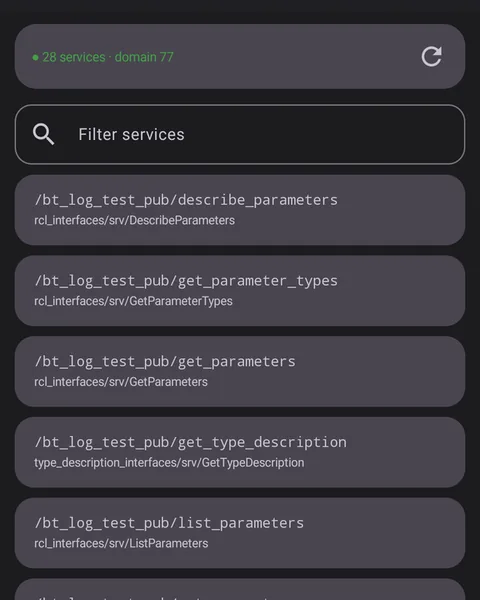 ● 28 services · domain 77
Filter services
/bt_log_test_pub/describe_parameters
rcl_interfaces/srv/DescribeParameters
/bt_log_test_pub/get_parameter_types
rcl_interfaces/srv/GetParameterTypes
/bt_log_test_pub/get_parameters
rcl_interfaces/srv/GetParameters
/bt_log_test_pub/get_type_description
type_description_interfaces/srv/GetTypeDescription
/bt_log_test_pub/list_parameters
rcl_interfaces/srv/ListParameters